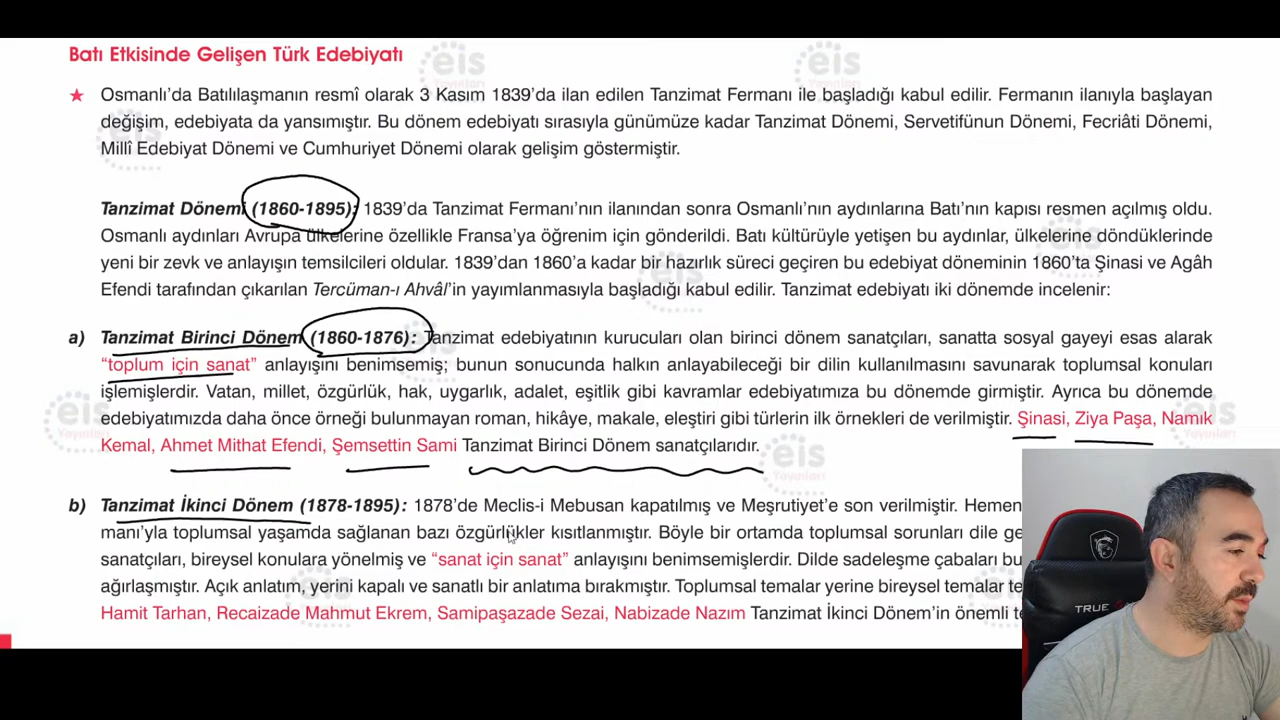 Batı Etkisinde Gelişen Türk Edebiyatı
Osmanlı'da Batılılaşmanın resmî olarak 3 Kasım 1839'da ilan edilen Tanzimat Fermanı ile başladığı kabul edilir. Fermanın ilanıyla başlayan
değişim, edebiyata da yansımıştır. Bu dönem edebiyatı sırasıyla günümüze kadar Tanzimat Dönemi, Servetifünun Dönemi, Fecriâti Dönemi,
Millî Edebiyat Dönemi ve Cumhuriyet Dönemi olarak gelişim göstermiştir.
Tanzimat Dönemi (1860-1895): 1839'da Tanzimat Fermanı'nın ilanından sonra Osmanlı'nın aydınlarına Batı'nın kapısı resmen açılmış oldu.
Osmanlı aydınları Avrupa ülkelerine özellikle Fransa'ya öğrenim için gönderildi. Batı kültürüyle yetişen bu aydınlar, ülkelerine döndüklerinde
yeni bir zevk ve anlayışın temsilcileri oldular. 1839'dan 1860'a kadar bir hazırlık süreci geçiren bu edebiyat döneminin 1860'ta Şinasi ve Agâh
Efendi tarafından çıkarılan Tercüman-ı Ahvâl'in yayımlanmasıyla başladığı kabul edilir. Tanzimat edebiyatı iki dönemde incelenir:
a) Tanzimat Birinci Dönem (1860-1876): Tanzimat edebiyatının kurucuları olan birinci dönem sanatçıları, sanatta sosyal gayeyi esas alarak
"toplum için sanat" anlayışını benimsemiş; bunun sonucunda halkın anlayabileceği bir dilin kullanılmasını savunarak toplumsal konuları
işlemişlerdir. Vatan, millet, özgürlük, hak, uygarlık, adalet, eşitlik gibi kavramlar edebiyatımıza bu dönemde girmiştir. Ayrıca bu dönemde
edebiyatımızda daha önce örneği bulunmayan roman, hikâye, makale, eleştiri gibi türlerin ilk örnekleri de verilmiştir. Şinasi, Ziya Paşa, Namık
Kemal, Ahmet Mithat Efendi, Şemsettin Sami Tanzimat Birinci Dönem sanatçılarıdır.
b) Tanzimat İkinci Dönem (1878-1895): 1878'de Meclis-i Mebusan kapatılmış ve Meşrutiyet'e son verilmiştir. Hemen
manı'yla toplumsal yaşamda sağlanan bazı özgürlükler kısıtlanmıştır. Böyle bir ortamda toplumsal sorunları dile ge
sanatçıları, bireysel konulara yönelmiş ve "sanat için sanat" anlayışını benimsemişlerdir. Dilde sadeleşme çabaları bu
ağırlaşmıştır. Açık anlatım, yerini kapalı ve sanatlı bir anlatıma bırakmıştır. Toplumsal temalar yerine bireysel temalar te
Hamit Tarhan, Recaizade Mahmut Ekrem, Samipaşazade Sezai, Nabizade Nazım Tanzimat İkinci Dönem'in önemli te
eis Yayınları
TRUE